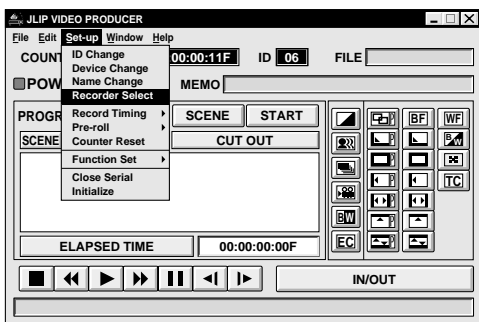 JLIP VIDEO PRODUCER
File Edit Set-up Window Help
COUNT 00:00:11F ID 06 FILE
ID Change
Device Change
Name Change
Recorder Select
Record Timing
Pre-roll
Counter Reset
Function Set
Close Serial
Initialize
POW MEMO
PROGR SCENE START
SCENE CUT OUT
ELAPSED TIME 00:00:00:00F
BW
EC
P
BF
WF
B/W
TC
IN/OUT